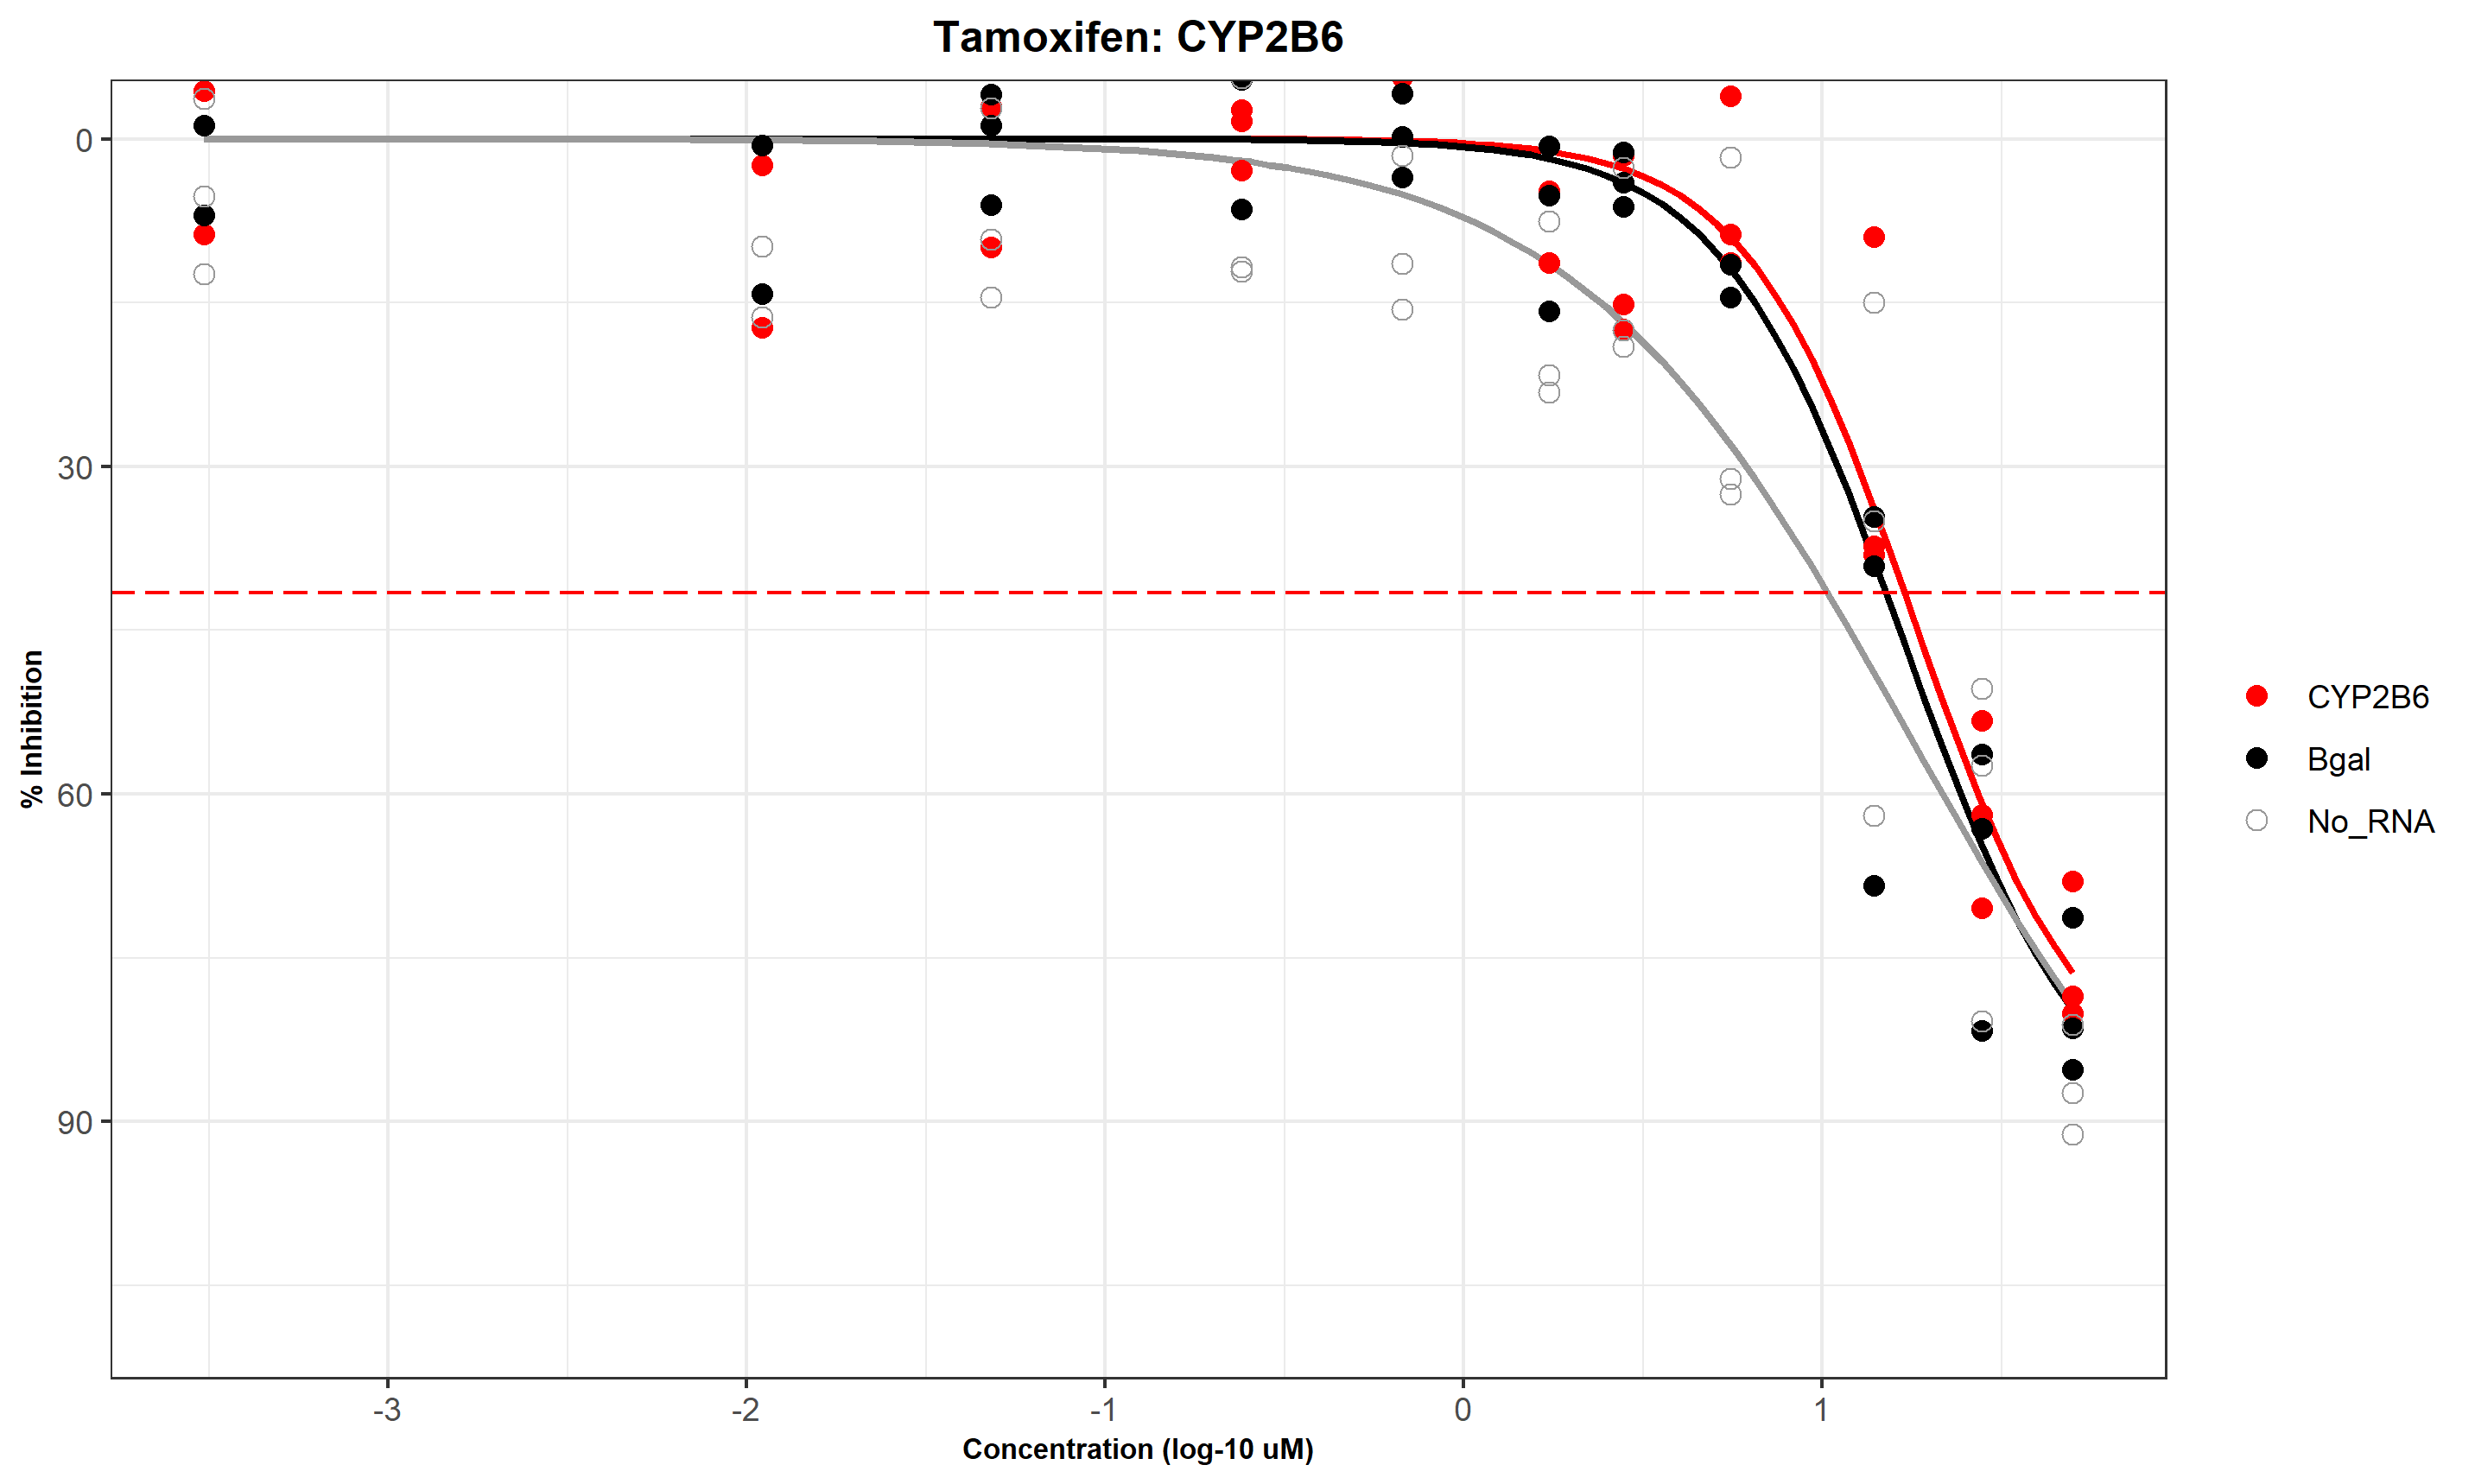 Tamoxifen: CYP2B6
% Inhibition
0
30
60
90
-3
-2
-1
0
1
Concentration (log-10 uM)
CYP2B6
Bgal
No_RNA